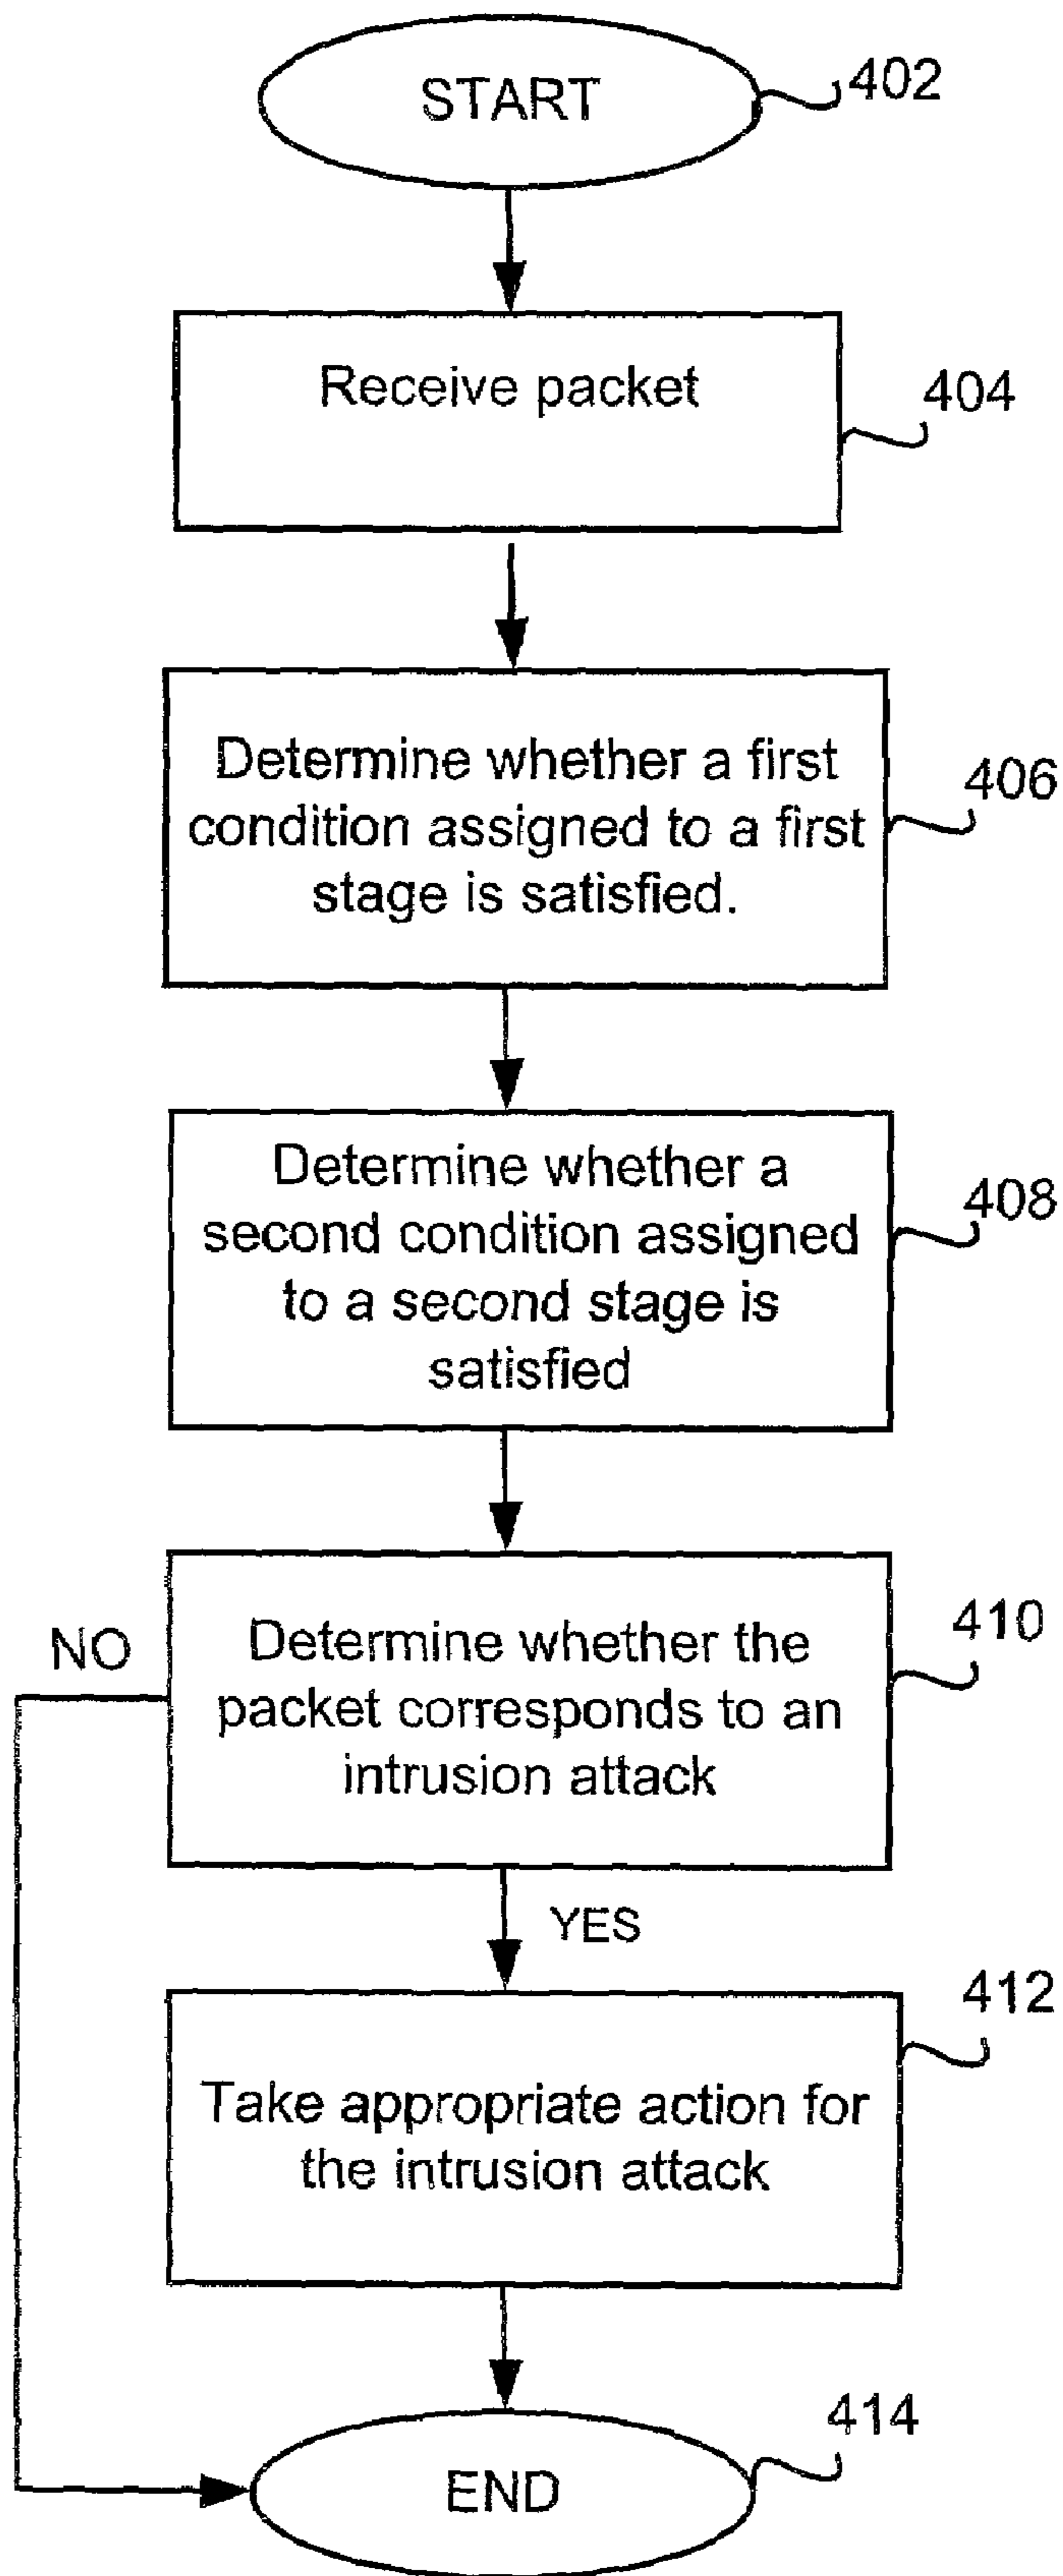 START
402
Receive packet
404
Determine whether a first
condition assigned to a first
stage is satisfied.
406
Determine whether a
second condition assigned
to a second stage is
satisfied
408
NO
Determine whether the
packet corresponds to an
intrusion attack
410
YES
412
Take appropriate action for
the intrusion attack
414
END